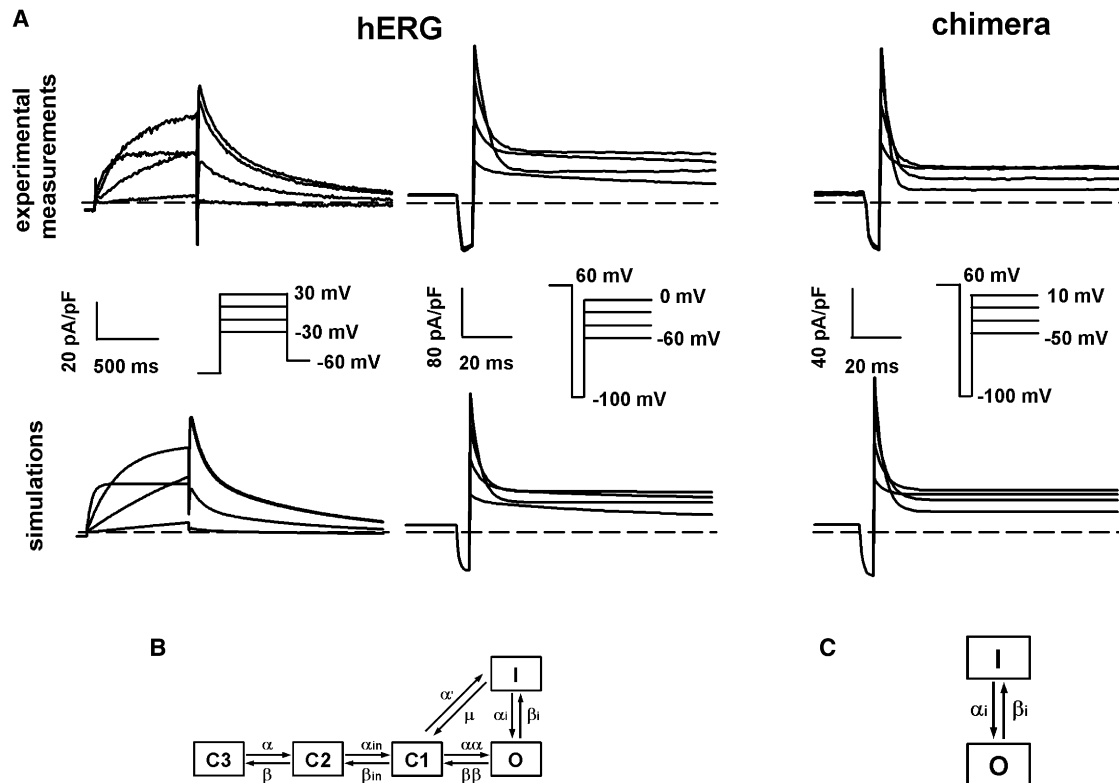 A
hERG
chimera
experimental
measurements
20 pA/pF
500 ms
30 mV
-30 mV
-60 mV
80 pA/pF
20 ms
60 mV
0 mV
-60 mV
-100 mV
40 pA/pF
20 ms
60 mV
10 mV
-50 mV
-100 mV
simulations
B
I
α' μ αi βi
C3 α β C2 αin βin C1 αα ββ O
C
I
αi βi
O